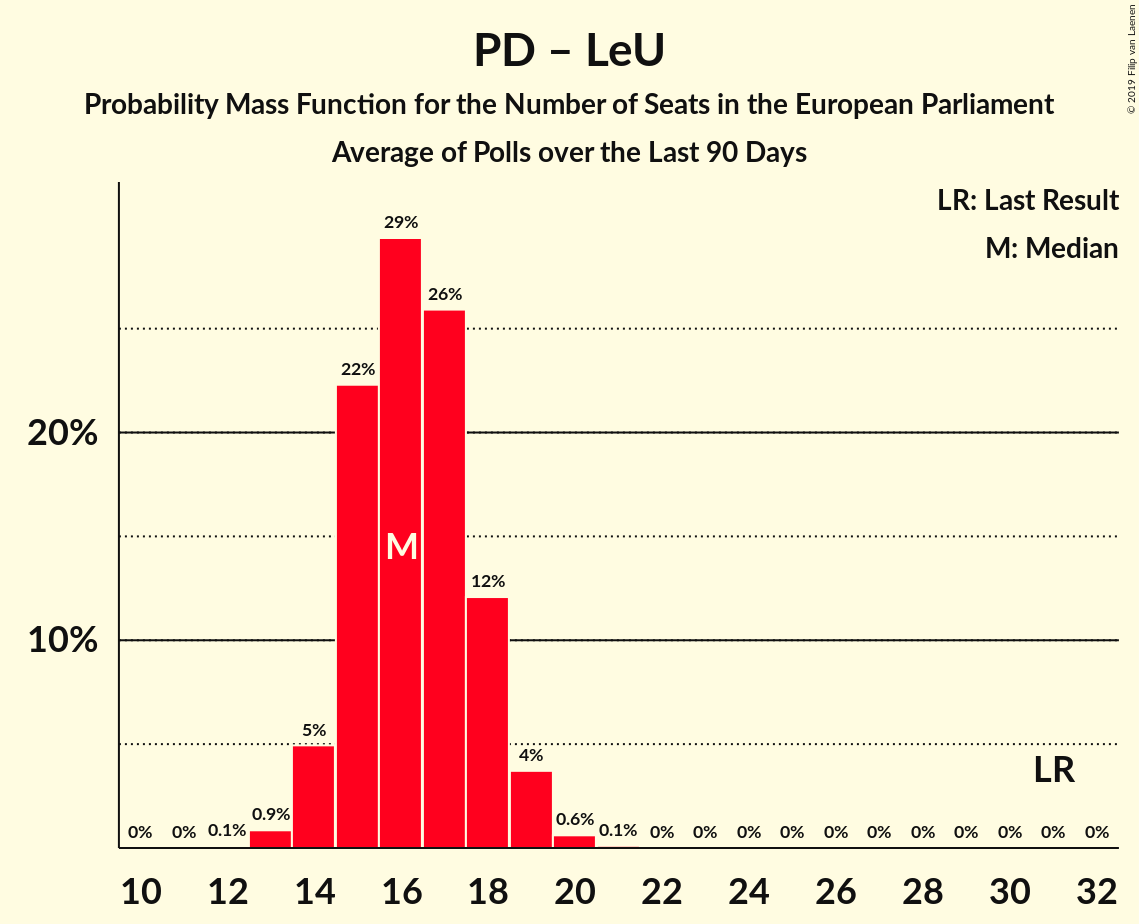 © 2019 Filip van Laenen
PD – LeU
Probability Mass Function for the Number of Seats in the European Parliament
Average of Polls over the Last 90 Days
LR: Last Result
M: Median
29%
26%
22%
20%
M
12%
10%
5%
4%
LR
0% 0% 0.1% 0.9% 0.6% 0.1% 0% 0% 0% 0% 0% 0% 0% 0% 0% 0% 0%
10 12 14 16 18 20 22 24 26 28 30 32